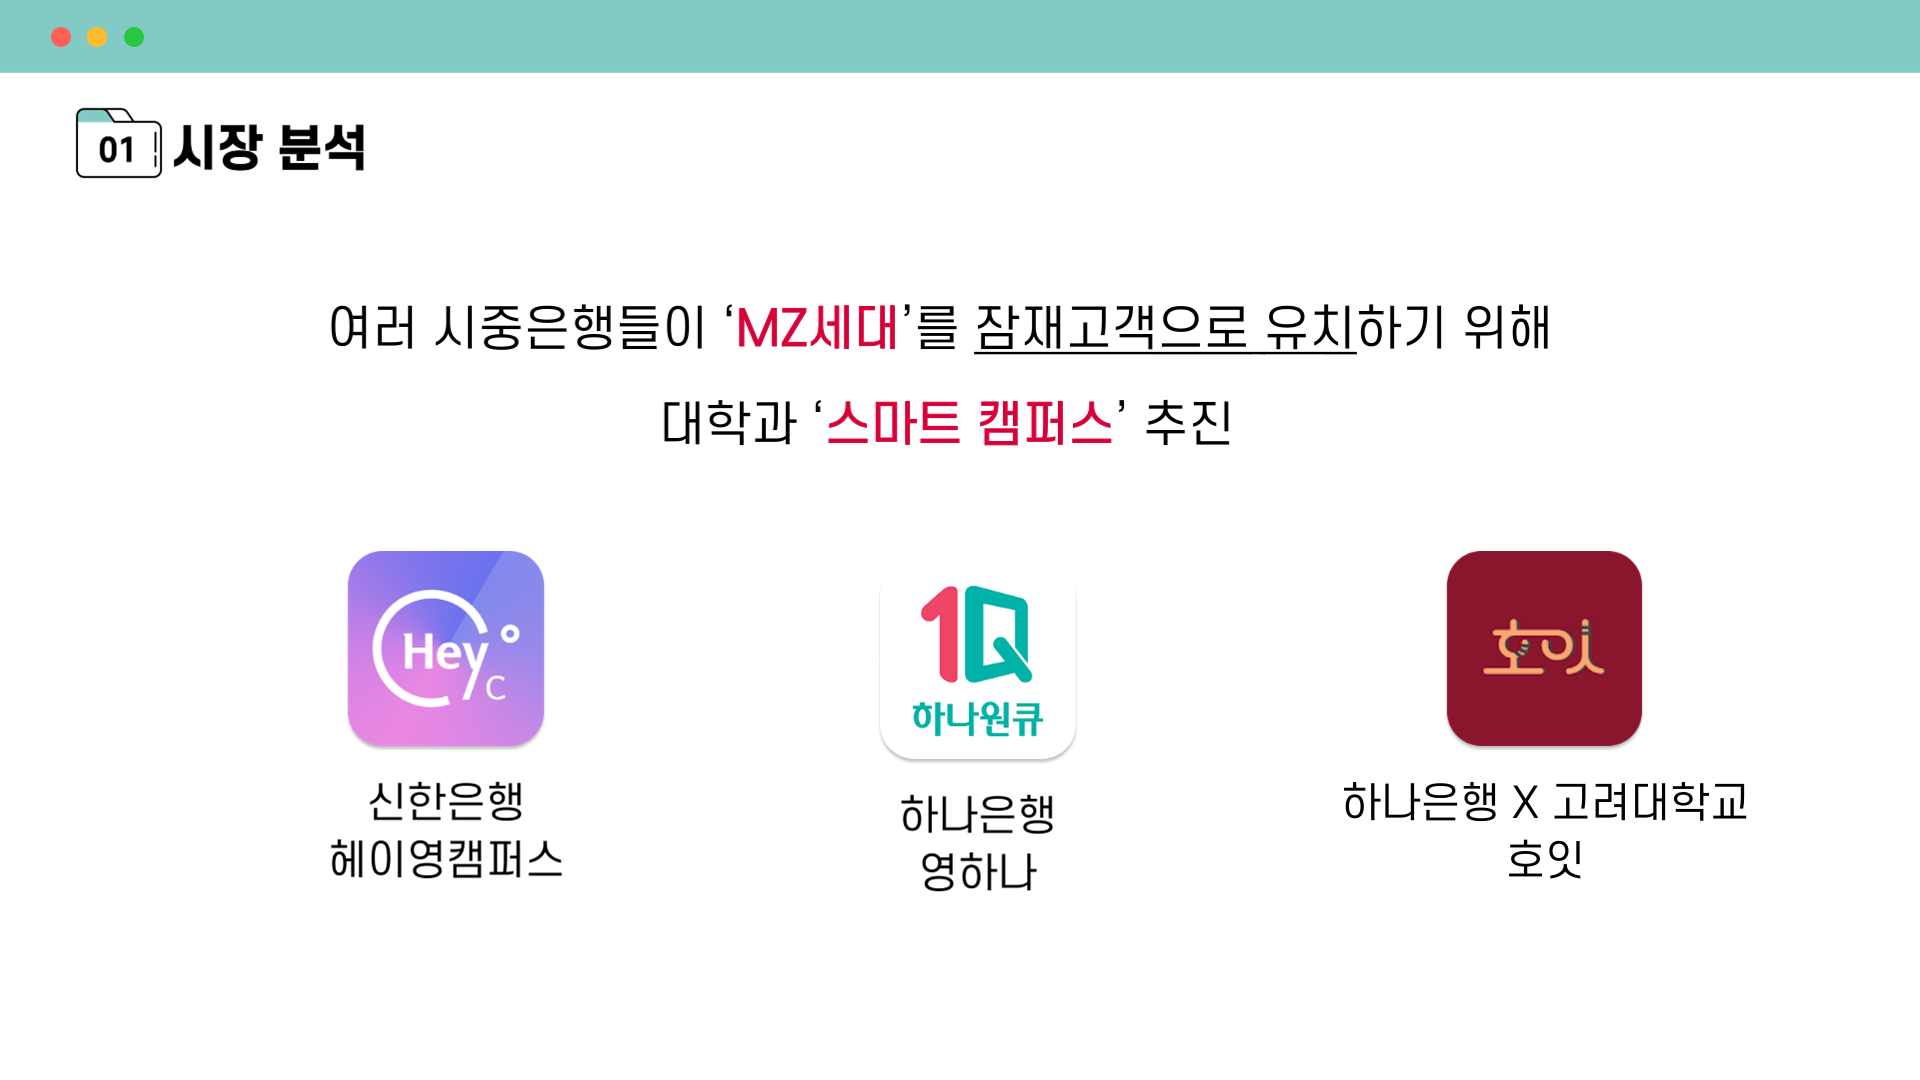 01 시장 분석
여러 시중은행들이 ‘MZ세대’를 잠재고객으로 유치하기 위해
대학과 ‘스마트 캠퍼스’ 추진
Hey C
신한은행
헤이영캠퍼스
1Q
하나원큐
하나은행
영하나
호잇
하나은행 X 고려대학교
호잇